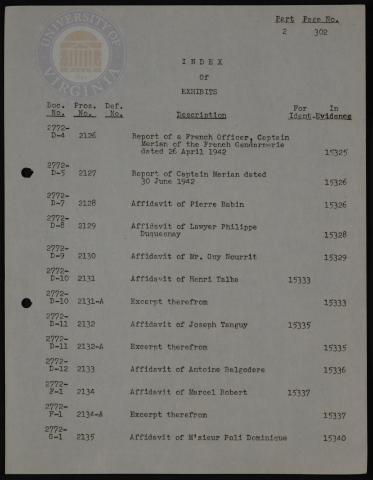 UNIVERSITY OF VIRGINIA
Part Page No.
2 302
INDEX
Of
EXHIBITS
Doc. Pros. Def. For In
No. No. No. Description Ident. Evidence
2772-
D-4 2126 Report of a French Officer, Captain
Merian of the French Gendarmerie
dated 26 April 1942 15325
2772-
D-5 2127 Report of Captain Merian dated
30 June 1942 15326
2772-
D-7 2128 Affidavit of Pierre Babin 15326
2772-
D-8 2129 Affidavit of Lawyer Philippe
Duquesnay 15328
2772-
D-9 2130 Affidavit of Mr. Guy Nourrit 15329
2772-
D-10 2131 Affidavit of Henri Talbs 15333
2772-
D-10 2131-A Excerpt therefrom 15333
2772-
D-11 2132 Affidavit of Joseph Tanguy 15335
2772-
D-11 2132-A Excerpt therefrom 15335
2772-
D-12 2133 Affidavit of Antoine Belgodere 15336
2772-
F-1 2134 Affidavit of Marcel Robert 15337
2772-
F-1 2134-A Excerpt therefrom 15337
2772-
G-1 2135 Affidavit of M'sieur Poli Dominique 15340